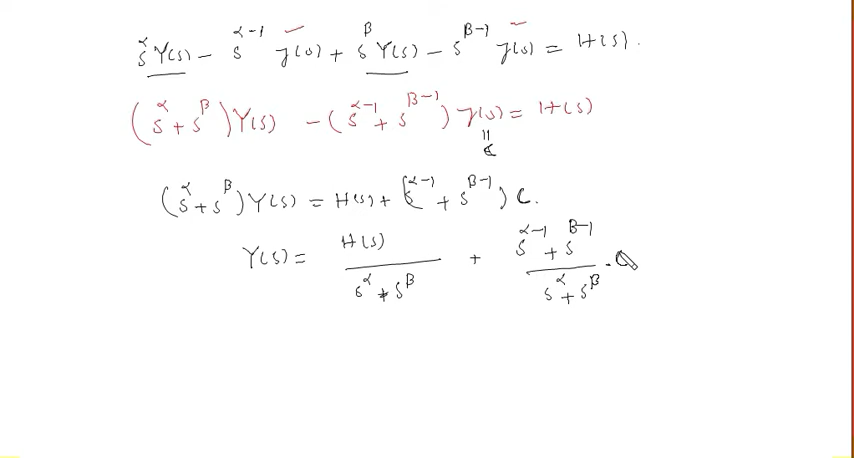 s^α Y(s) - s^(α-1) y(0) + s^β Y(s) - s^(β-1) y(0) = H(s).
(s^α + s^β) Y(s) - (s^(α-1) + s^(β-1)) y(0) = H(s)
(s^α + s^β) Y(s) = H(s) + (s^(α-1) + s^(β-1)) C.
Y(s) = H(s)/(s^α + s^β) + (s^(α-1) + s^(β-1))/(s^α + s^β) .